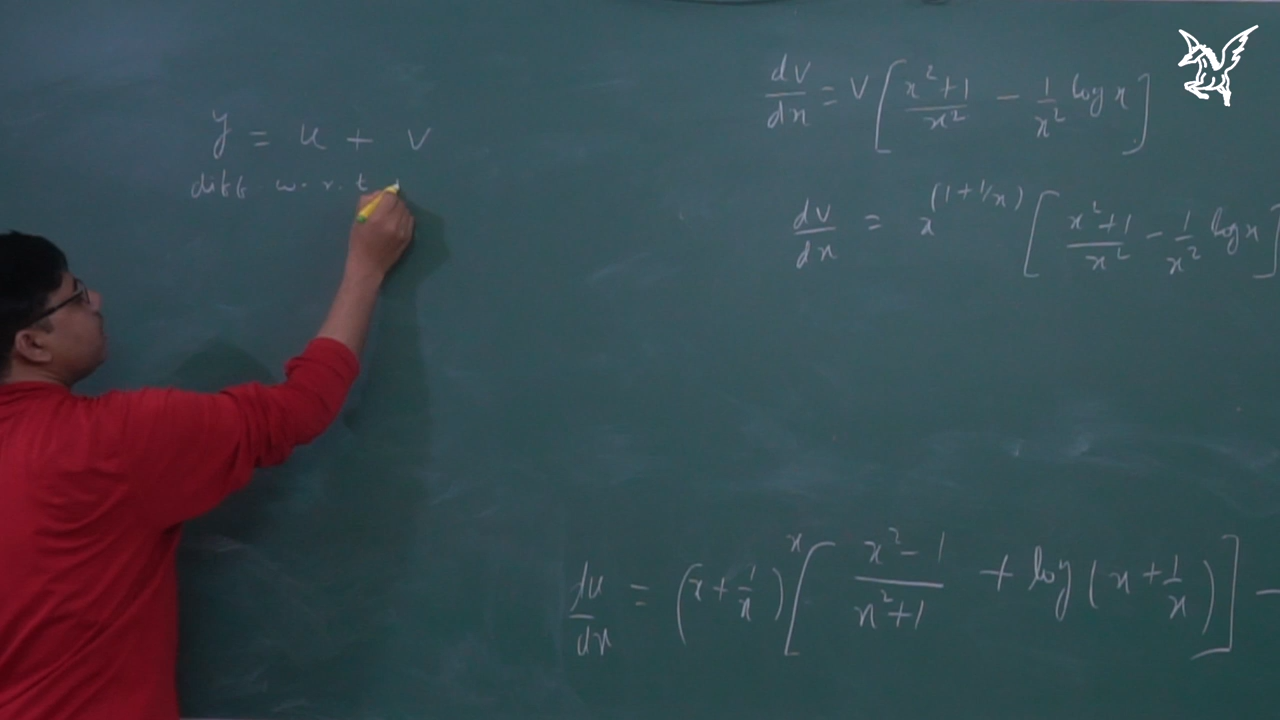 y = u + v
diff. w. r. t
dv/dx = v [ x²+1/x² - 1/x² log x ]
dv/dx = x^(1+1/x) [ x²+1/x² - 1/x² log x ]
du/dx = (x + 1/x)^x [ x²-1/x²+1 + log (x + 1/x) ] -